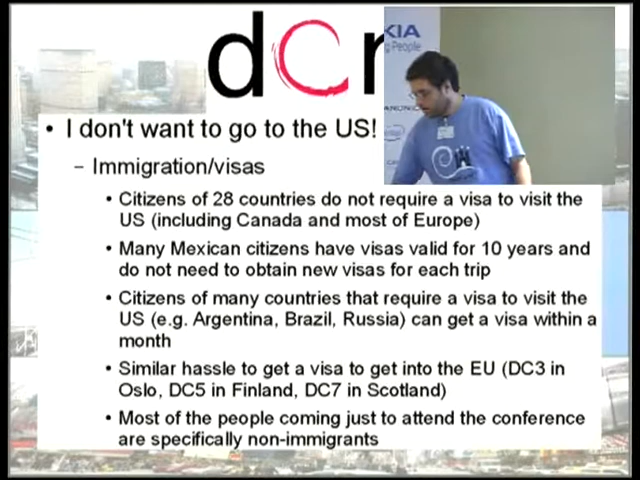 dc
KIA
g People
• I don't want to go to the US!
– Immigration/visas
• Citizens of 28 countries do not require a visa to visit the
US (including Canada and most of Europe)
• Many Mexican citizens have visas valid for 10 years and
do not need to obtain new visas for each trip
• Citizens of many countries that require a visa to visit the
US (e.g. Argentina, Brazil, Russia) can get a visa within a
month
• Similar hassle to get a visa to get into the EU (DC3 in
Oslo, DC5 in Finland, DC7 in Scotland)
• Most of the people coming just to attend the conference
are specifically non-immigrants